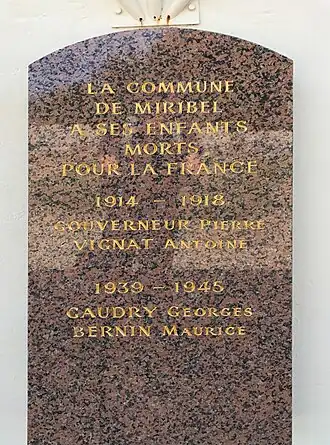 LA COMMUNE
DE MIRIBEL
A SES ENFANTS
MORTS
POUR LA FRANCE
1914 – 1918
GOUVERNEUR PIERRE
VIGNAT ANTOINE
1939 – 1945
GAUDRY GEORGES
BERNIN MAURICE